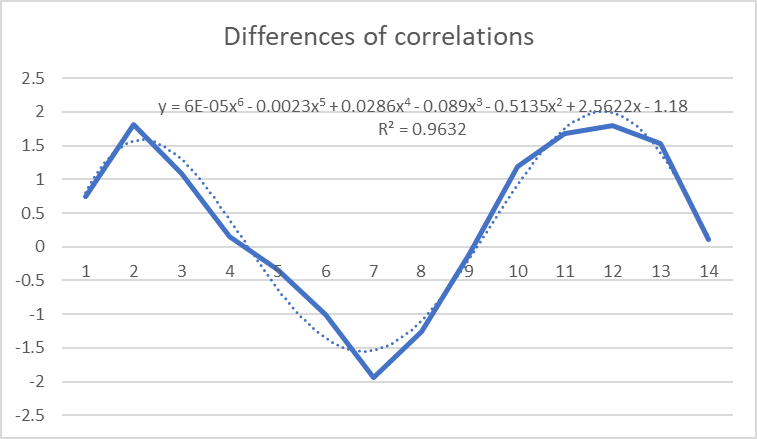 Differences of correlations
2.5
2
1.5
1
0.5
0
-0.5
-1
-1.5
-2
-2.5
y = 6E-05x⁶ - 0.0023x⁵ + 0.0286x⁴ - 0.089x³ - 0.5135x² + 2.5622x - 1.18
R² = 0.9632
1 2 3 4 5 6 7 8 9 10 11 12 13 14